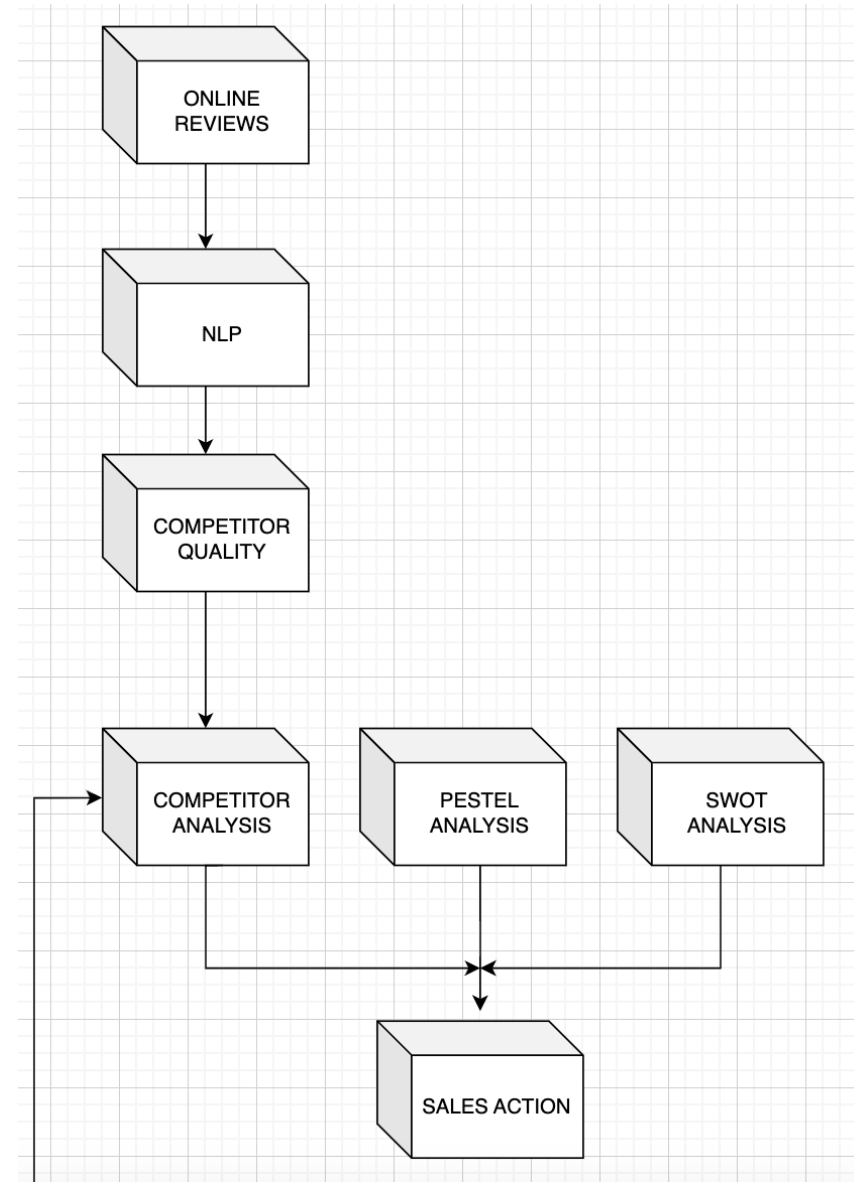 ONLINE
REVIEWS
NLP
COMPETITOR
QUALITY
COMPETITOR
ANALYSIS
PESTEL
ANALYSIS
SWOT
ANALYSIS
SALES ACTION